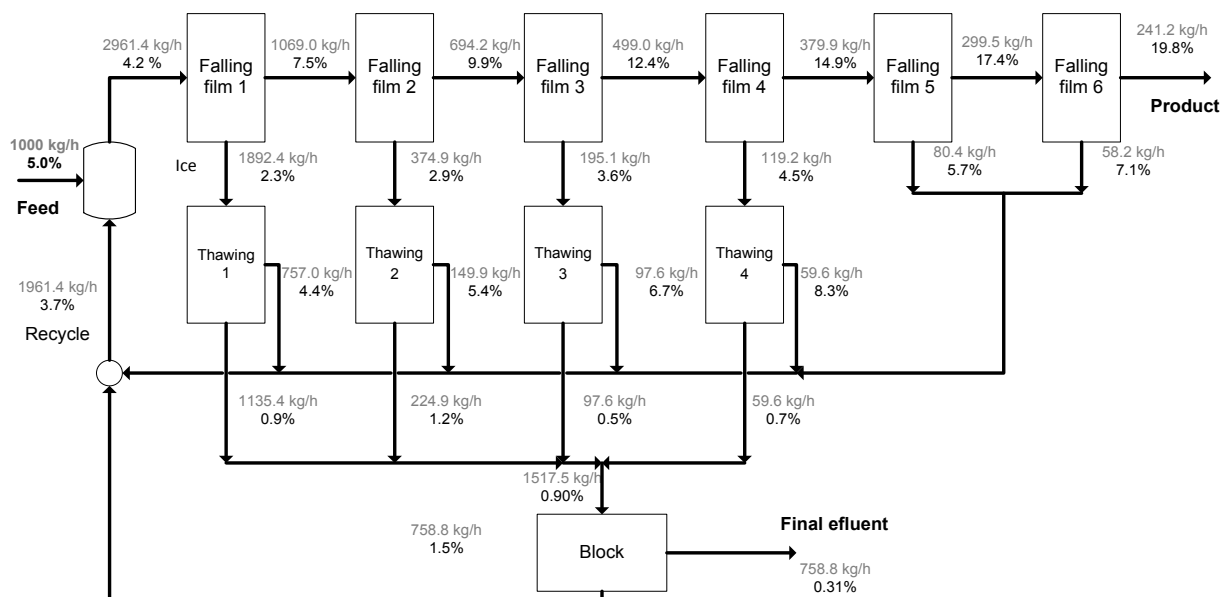 2961.4 kg/h
4.2 %
Falling
film 1
1069.0 kg/h
7.5%
Falling
film 2
694.2 kg/h
9.9%
Falling
film 3
499.0 kg/h
12.4%
Falling
film 4
379.9 kg/h
14.9%
Falling
film 5
299.5 kg/h
17.4%
Falling
film 6
241.2 kg/h
19.8%
Product
1000 kg/h
5.0%
Feed
Ice
1892.4 kg/h
2.3%
374.9 kg/h
2.9%
195.1 kg/h
3.6%
119.2 kg/h
4.5%
80.4 kg/h
5.7%
58.2 kg/h
7.1%
Thawing
1
757.0 kg/h
4.4%
Thawing
2
149.9 kg/h
5.4%
Thawing
3
97.6 kg/h
6.7%
Thawing
4
59.6 kg/h
8.3%
1961.4 kg/h
3.7%
Recycle
1135.4 kg/h
0.9%
224.9 kg/h
1.2%
97.6 kg/h
0.5%
59.6 kg/h
0.7%
1517.5 kg/h
0.90%
758.8 kg/h
1.5%
Block
Final efluent
758.8 kg/h
0.31%